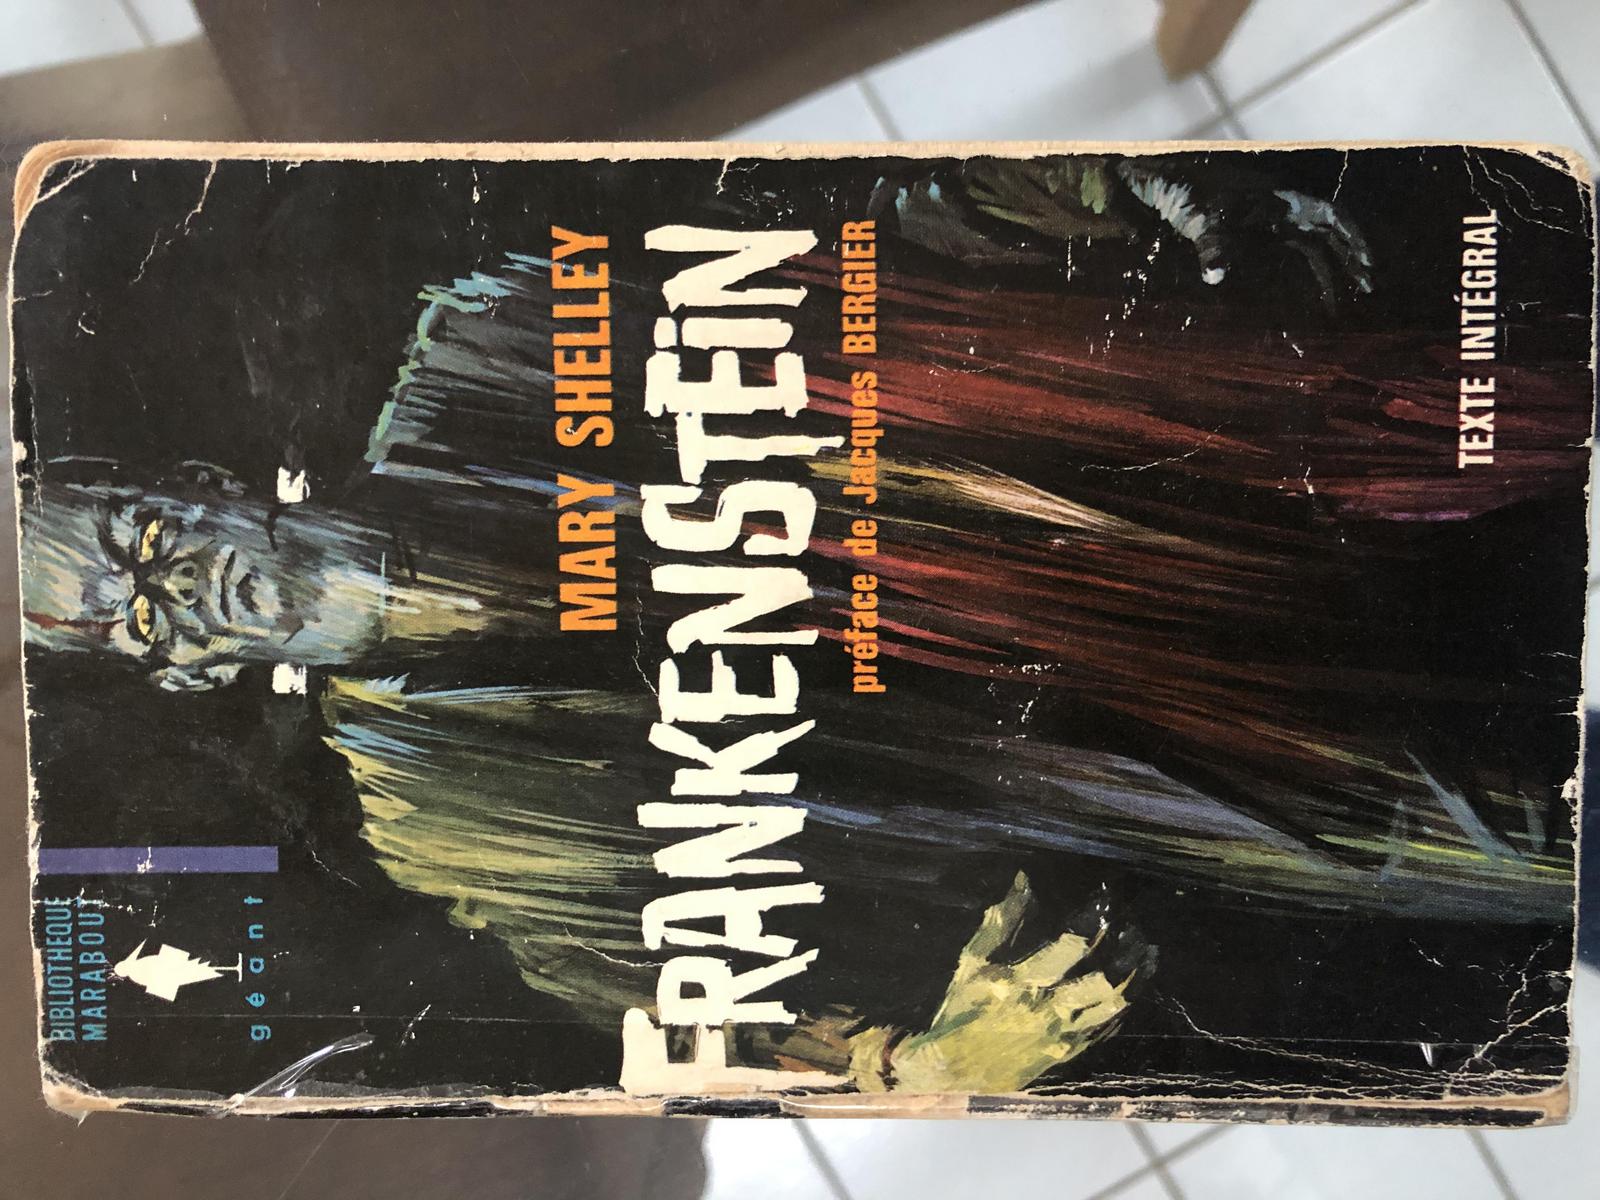 BIBLIOTHEQUE
MARABOUT
géant
MARY SHELLEY
FRANKENSTEIN
préface de Jacques BERGIER
TEXTE INTÉGRAL